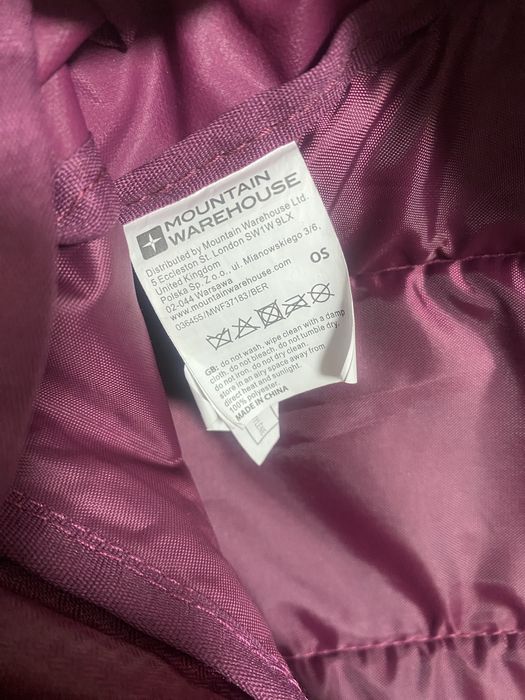 MOUNTAIN
WAREHOUSE
Distributed by Mountain Warehouse Ltd.
5 Eccleston St. London SW1W 9LX
United Kingdom
Polska Sp. Z.o.o., ul. Mianowskiego 3/6,
02-044 Warsawa
www.mountainwarehouse.com
036455/MWF37183/BER
OS
GB: do not wash, wipe clean with a damp
cloth, do not bleach, do not tumble dry,
do not iron, do not dry clean
store in an airy space away from
direct heat and sunlight.
100% polyester.
MADE IN CHINA